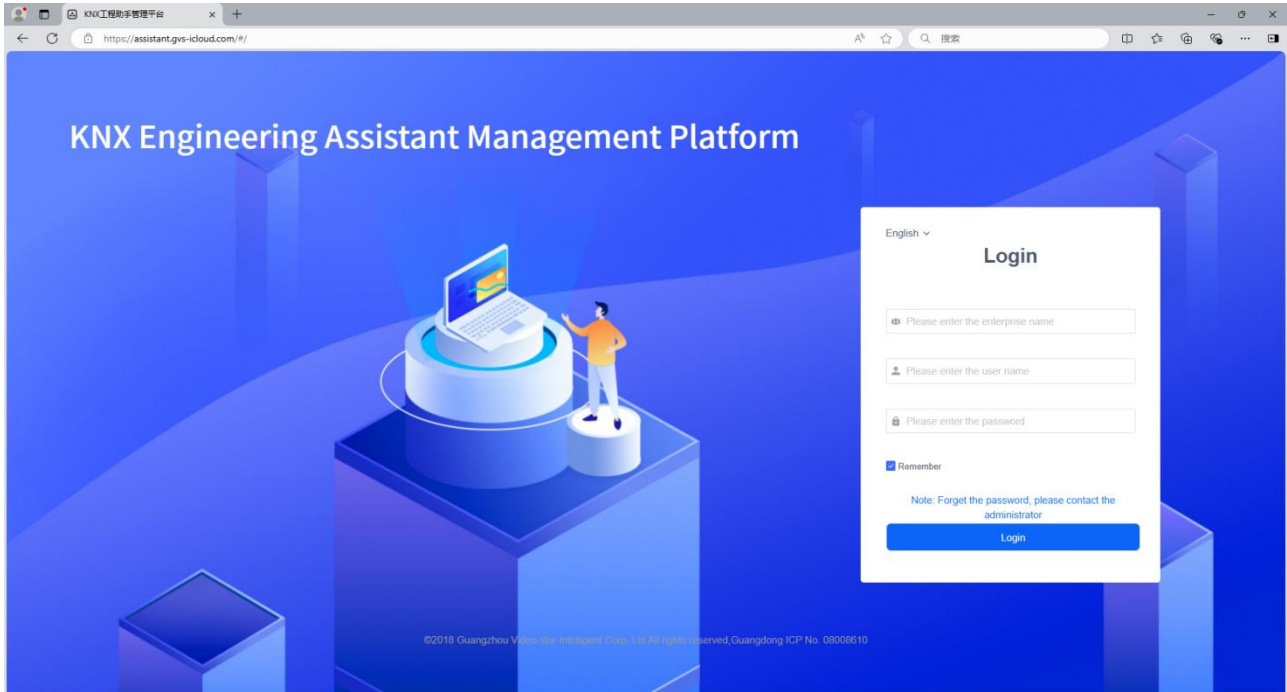 KNX工程助手管理平台
https://assistant.gvs-icloud.com/#/
搜索
KNX Engineering Assistant Management Platform
English
Login
Please enter the enterprise name
Please enter the user name
Please enter the password
Remember
Note: Forget the password, please contact the
administrator
Login
©2018 Guangzhou Video-star Intelligent Corp., Ltd All rights reserved,Guangdong ICP No. 08008610